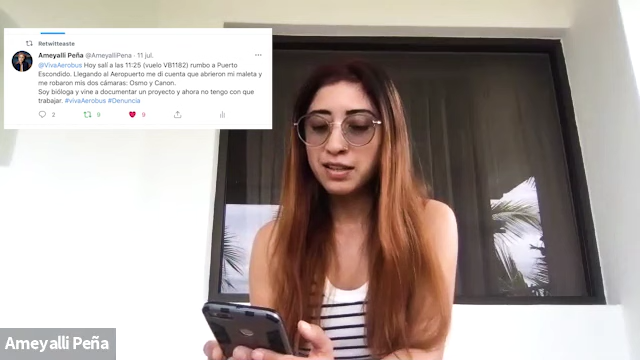 Retwitteaste
Ameyalli Peña @AmeyalliPena · 11 jul.
@VivaAerobus Hoy salí a las 11:25 (vuelo VB1182) rumbo a Puerto
Escondido. Llegando al Aeropuerto me di cuenta que abrieron mi maleta y
me robaron mis dos cámaras: Osmo y Canon.
Soy bióloga y vine a documentar un proyecto y ahora no tengo con que
trabajar. #vivaAerobus #Denuncia
2 9 9
Ameyalli Peña